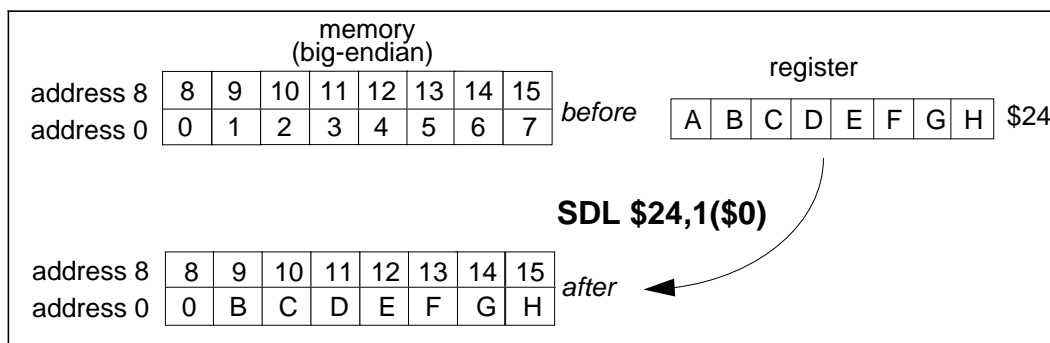 memory
(big-endian)
register
address 8 8 9 10 11 12 13 14 15
address 0 0 1 2 3 4 5 6 7
before
A B C D E F G H $24
SDL $24,1($0)
address 8 8 9 10 11 12 13 14 15
address 0 0 B C D E F G H
after